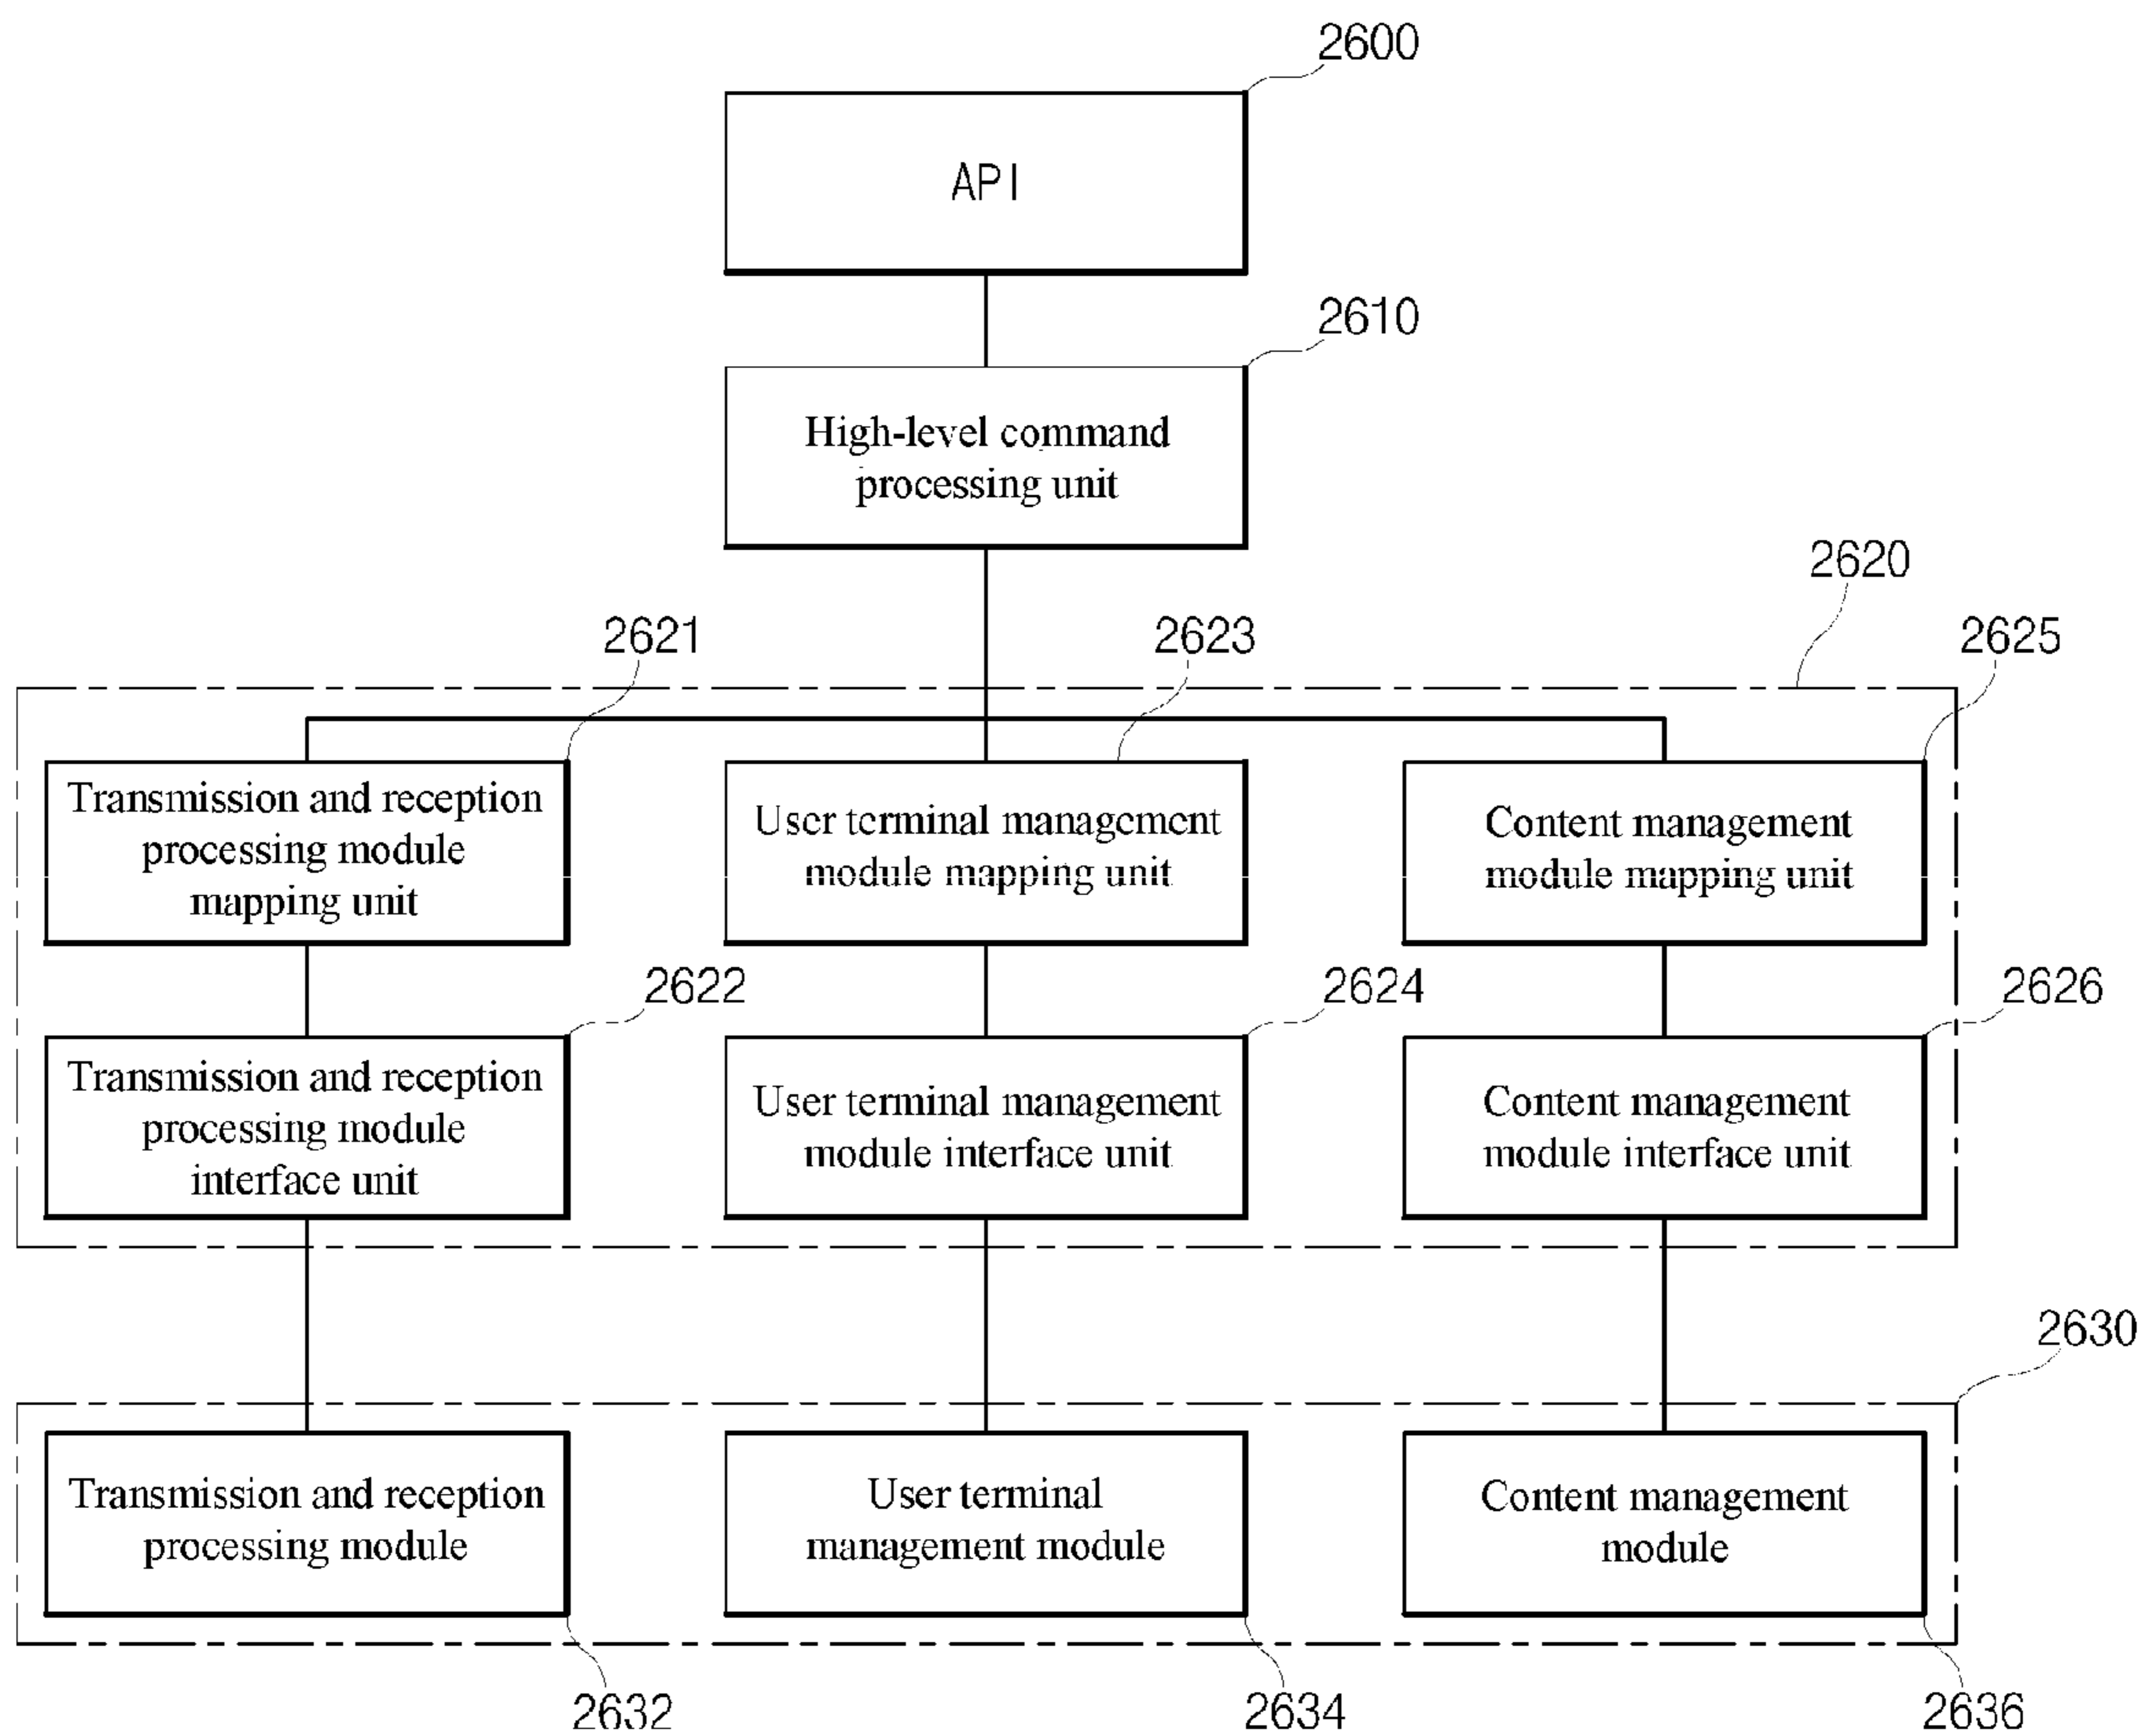 2600
API
2610
High-level command
processing unit
2620
2621
2623
2625
Transmission and reception
processing module
mapping unit
User terminal management
module mapping unit
Content management
module mapping unit
2622
2624
2626
Transmission and reception
processing module
interface unit
User terminal management
module interface unit
Content management
module interface unit
2630
Transmission and reception
processing module
User terminal
management module
Content management
module
2632
2634
2636